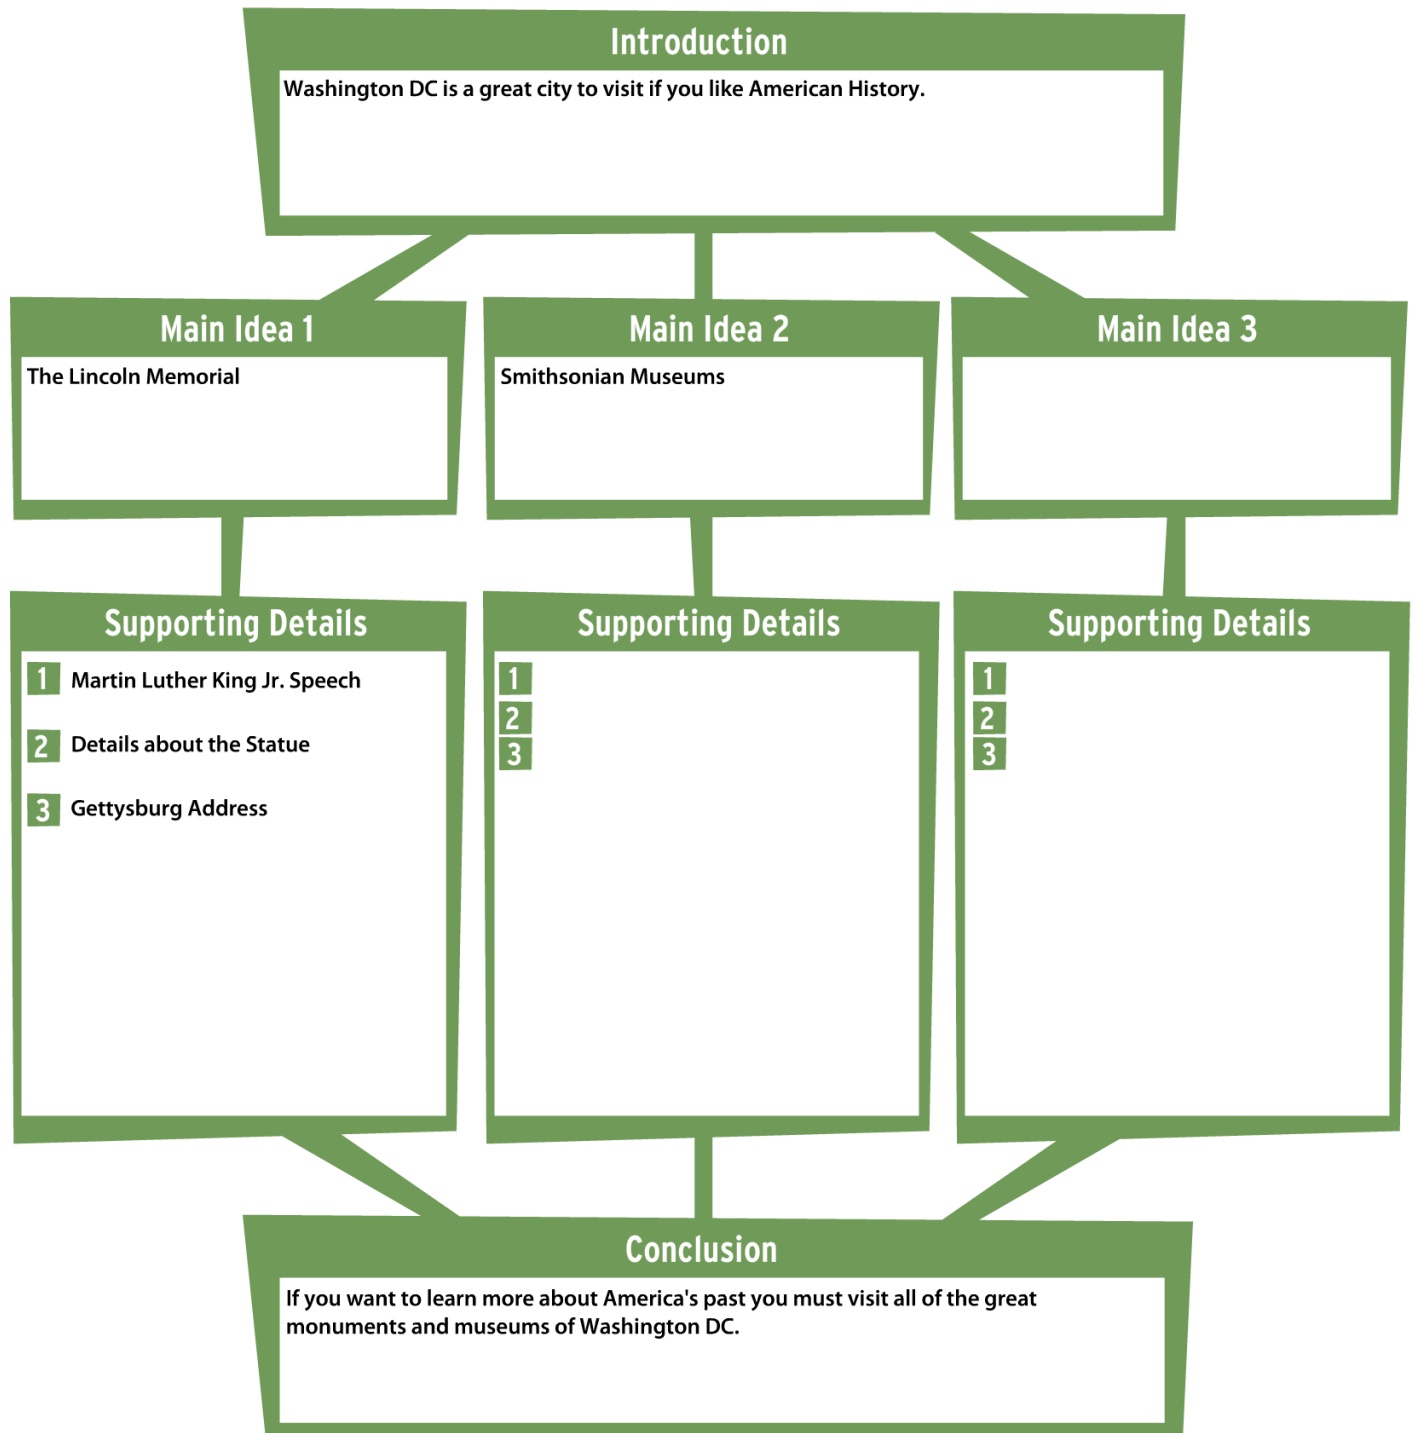 Introduction
Washington DC is a great city to visit if you like American History.
Main Idea 1
The Lincoln Memorial
Main Idea 2
Smithsonian Museums
Main Idea 3
Supporting Details
1 Martin Luther King Jr. Speech
2 Details about the Statue
3 Gettysburg Address
Supporting Details
1
2
3
Supporting Details
1
2
3
Conclusion
If you want to learn more about America's past you must visit all of the great
monuments and museums of Washington DC.